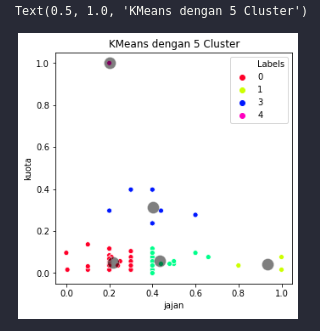 Text(0.5, 1.0, 'KMeans dengan 5 Cluster')
KMeans dengan 5 Cluster
Labels
0
1
3
4
1.0
0.8
0.6
0.4
0.2
0.0
kuota
0.0 0.2 0.4 0.6 0.8 1.0
jajan